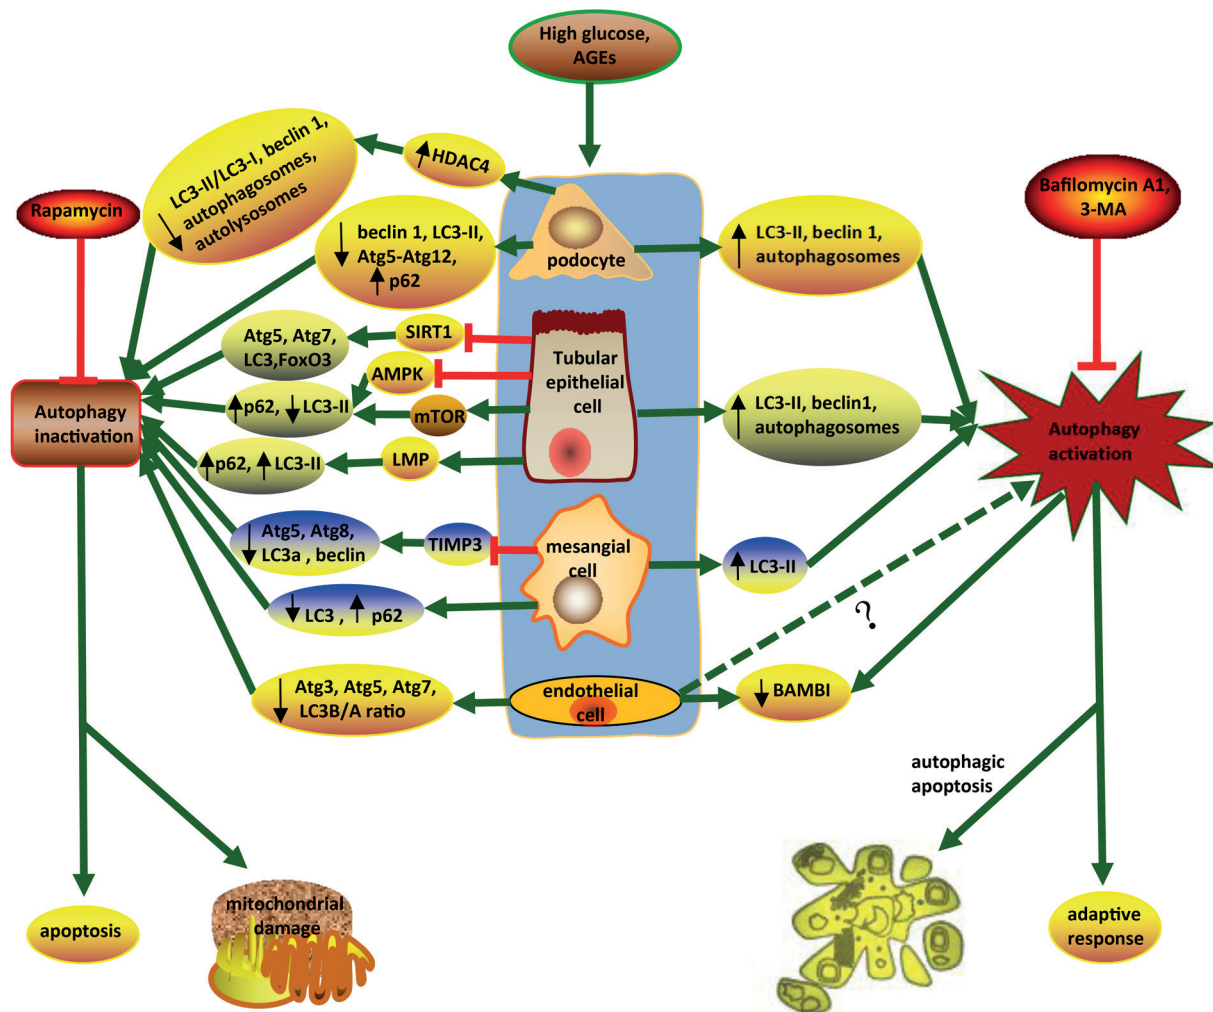 High glucose,
AGEs
HDAC4
LC3-II/LC3-I, beclin 1,
autophagosomes,
autolysosomes
Rapamycin
Bafilomycin A1,
3-MA
beclin 1, LC3-II,
Atg5-Atg12,
p62
podocyte
LC3-II, beclin 1,
autophagosomes
Atg5, Atg7,
LC3,FoxO3
SIRT1
AMPK
Tubular
epithelial
cell
p62, LC3-II
mTOR
LC3-II, beclin1,
autophagosomes
Autophagy
inactivation
Autophagy
activation
p62, LC3-II
LMP
Atg5, Atg8,
LC3a , beclin
TIMP3
mesangial
cell
LC3-II
LC3 , p62
?
Atg3, Atg5, Atg7,
LC3B/A ratio
endothelial
cell
BAMBI
autophagic
apoptosis
apoptosis
mitochondrial
damage
adaptive
response